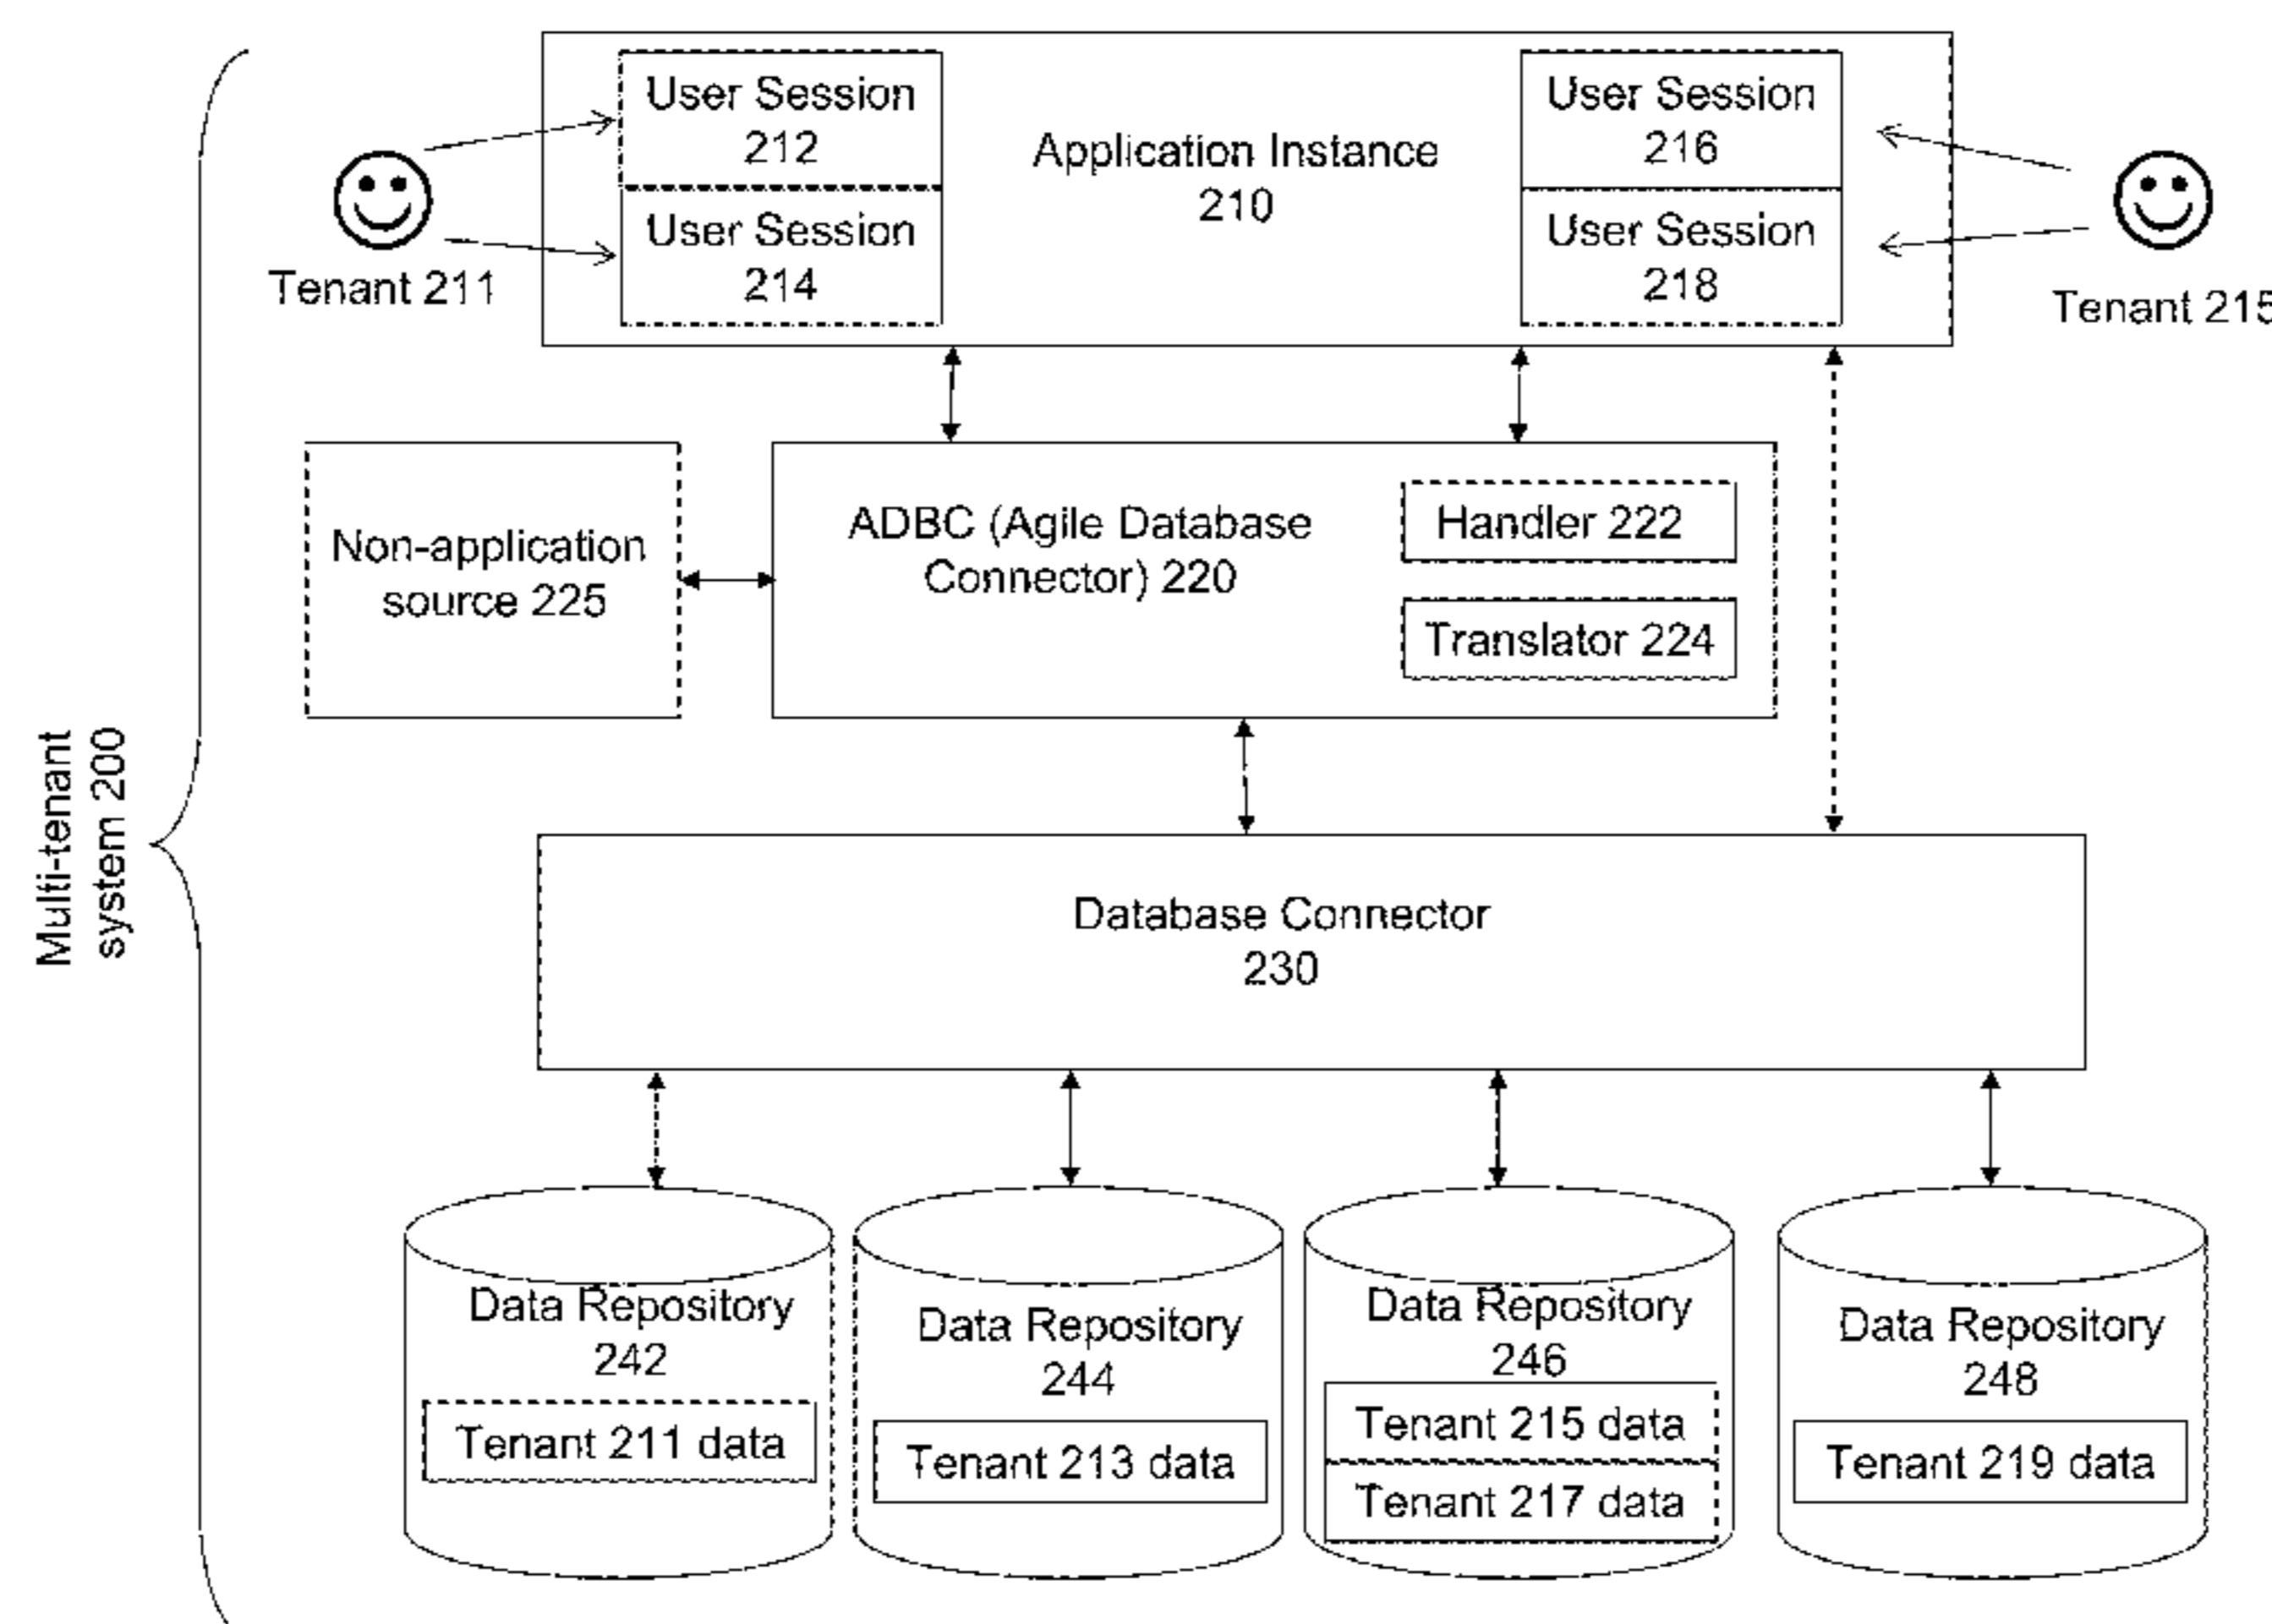 User Session
212
User Session
214
Application Instance
210
User Session
216
User Session
218
Tenant 211
Tenant 215
Non-application
source 225
ADBC (Agile Database
Connector) 220
Handler 222
Translator 224
Multi-tenant
system 200
Database Connector
230
Data Repository
242
Tenant 211 data
Data Repository
244
Tenant 213 data
Data Repository
246
Tenant 215 data
Tenant 217 data
Data Repository
248
Tenant 219 data